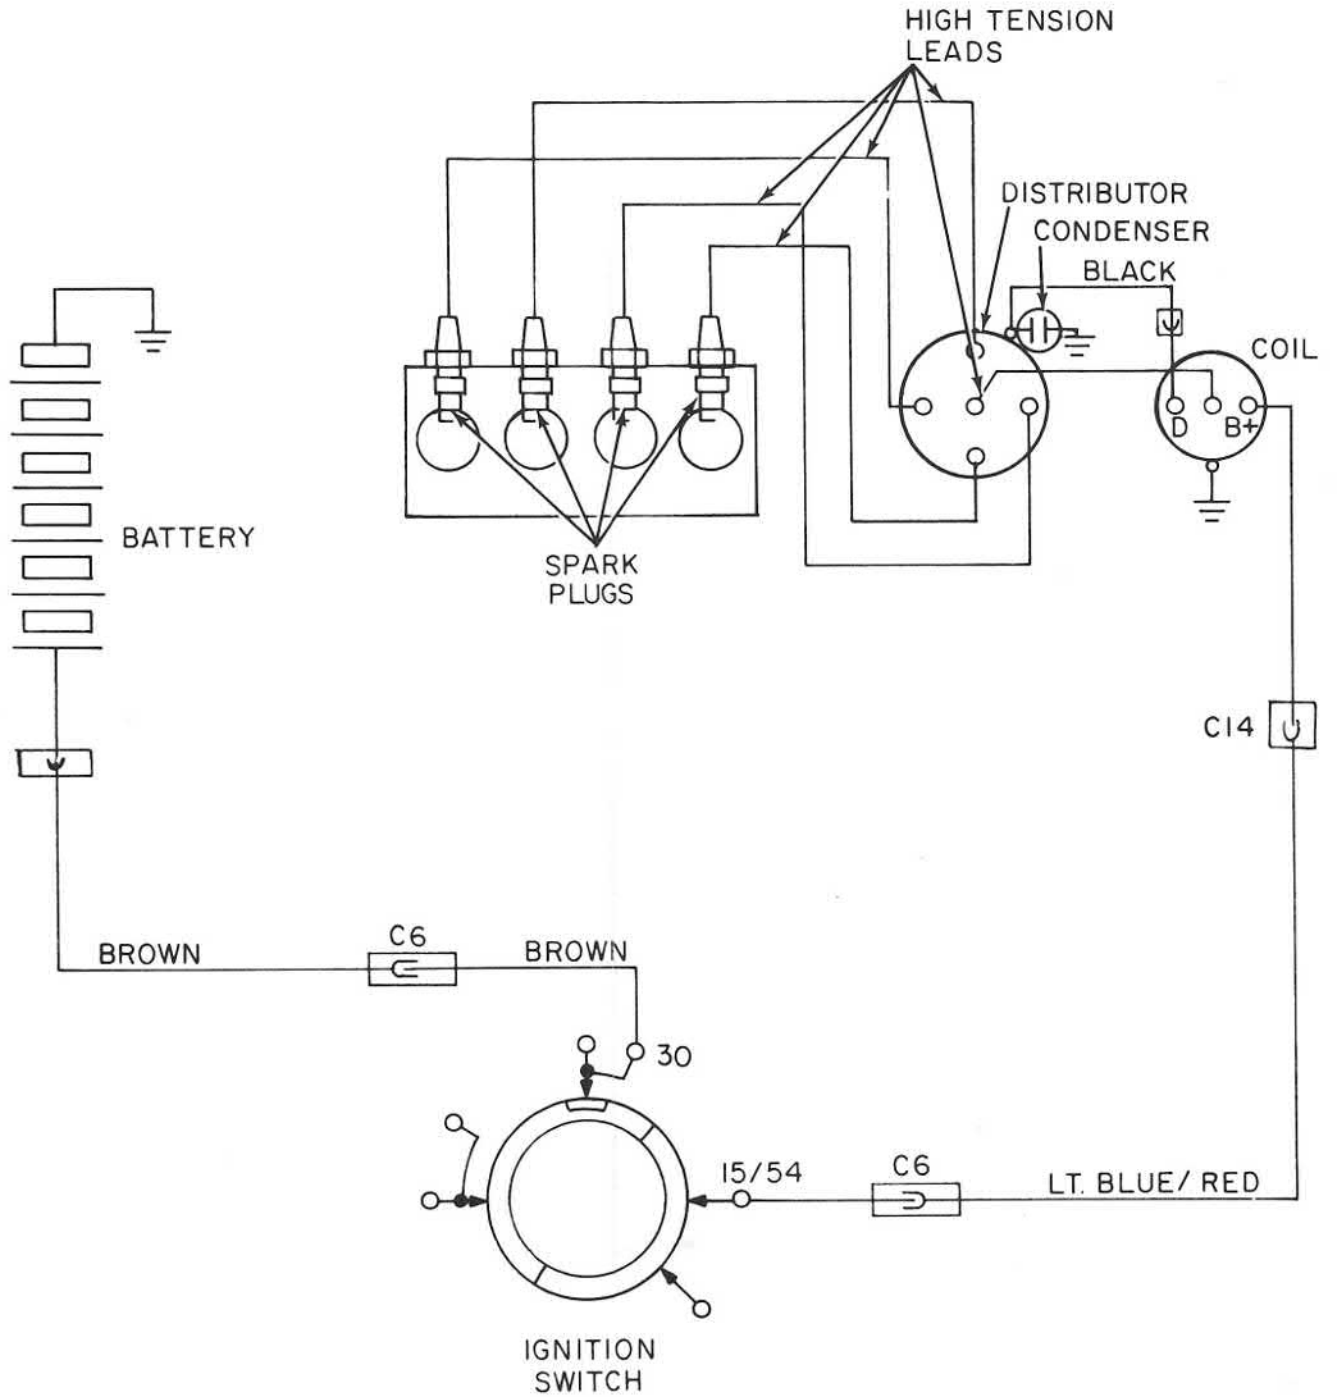 HIGH TENSION
LEADS
DISTRIBUTOR
CONDENSER
BLACK
COIL
D
B+
BATTERY
SPARK
PLUGS
C14
C6
BROWN
BROWN
30
15/54
C6
LT. BLUE/RED
IGNITION
SWITCH